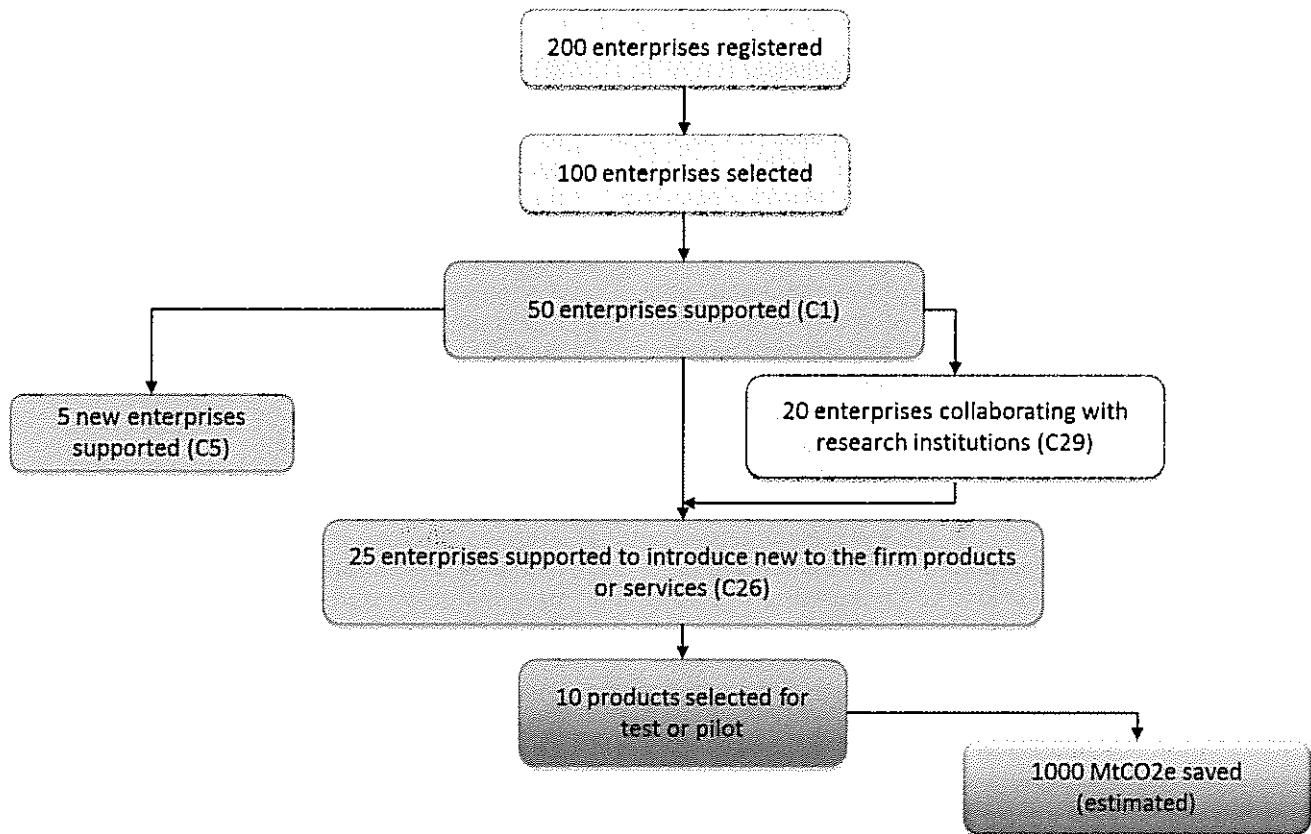 200 enterprises registered
100 enterprises selected
50 enterprises supported (C1)
5 new enterprises
supported (C5)
20 enterprises collaborating with
research institutions (C29)
25 enterprises supported to introduce new to the firm products
or services (C26)
10 products selected for
test or pilot
1000 MtCO2e saved
(estimated)